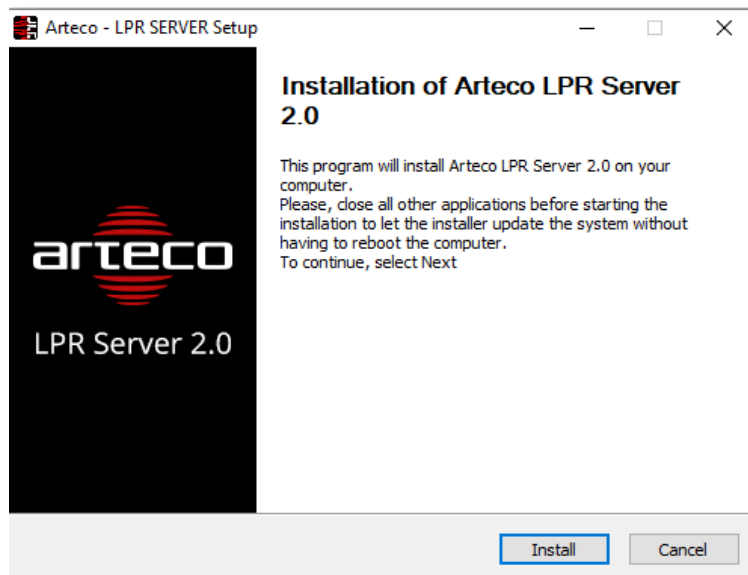 Arteco - LPR SERVER Setup
Installation of Arteco LPR Server
2.0
This program will install Arteco LPR Server 2.0 on your
computer.
Please, close all other applications before starting the
installation to let the installer update the system without
having to reboot the computer.
To continue, select Next
arteco
LPR Server 2.0
Install
Cancel